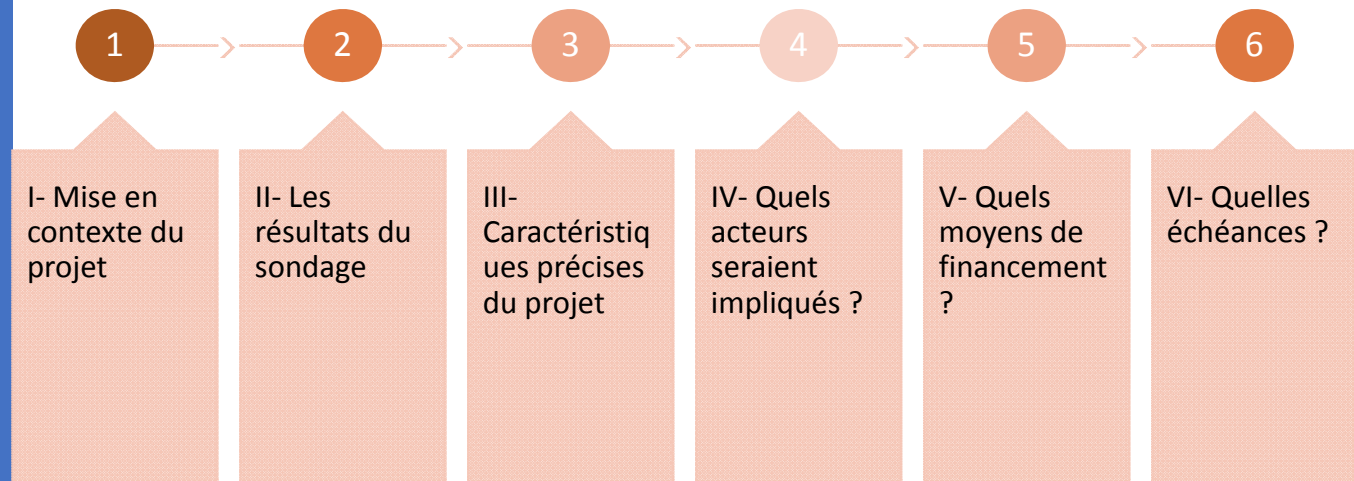 1
2
3
4
5
6
I- Mise en
contexte du
projet
II- Les
résultats du
sondage
III-
Caractéristiq
ues précises
du projet
IV- Quels
acteurs
seraient
impliqués ?
V- Quels
moyens de
financement
?
VI- Quelles
échéances ?